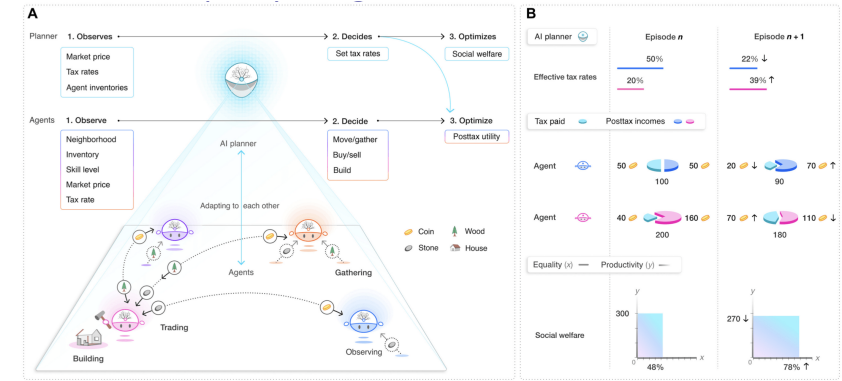 A
Planner 1. Observes 2. Decides 3. Optimizes
Market price
Tax rates
Agent inventories
Set tax rates
Social welfare
Agents 1. Observe 2. Decide 3. Optimize
Neighborhood
Inventory
Skill level
Market price
Tax rate
Move/gather
Buy/sell
Build
Posttax utility
AI planner
Adapting to each other
Agents
Coin Wood
Stone House
Gathering
Trading
Building
Observing
B
AI planner Episode n Episode n + 1
Effective tax rates
50% 22% ↓
20% 39% ↑
Tax paid Posttax incomes
Agent 50 50 20 ↓ 70 ↑
100 90
Agent 40 160 70 ↑ 110 ↓
200 180
Equality (x) Productivity (y)
Social welfare
y y
300 270 ↓
0 x 0 x
48% 78% ↑